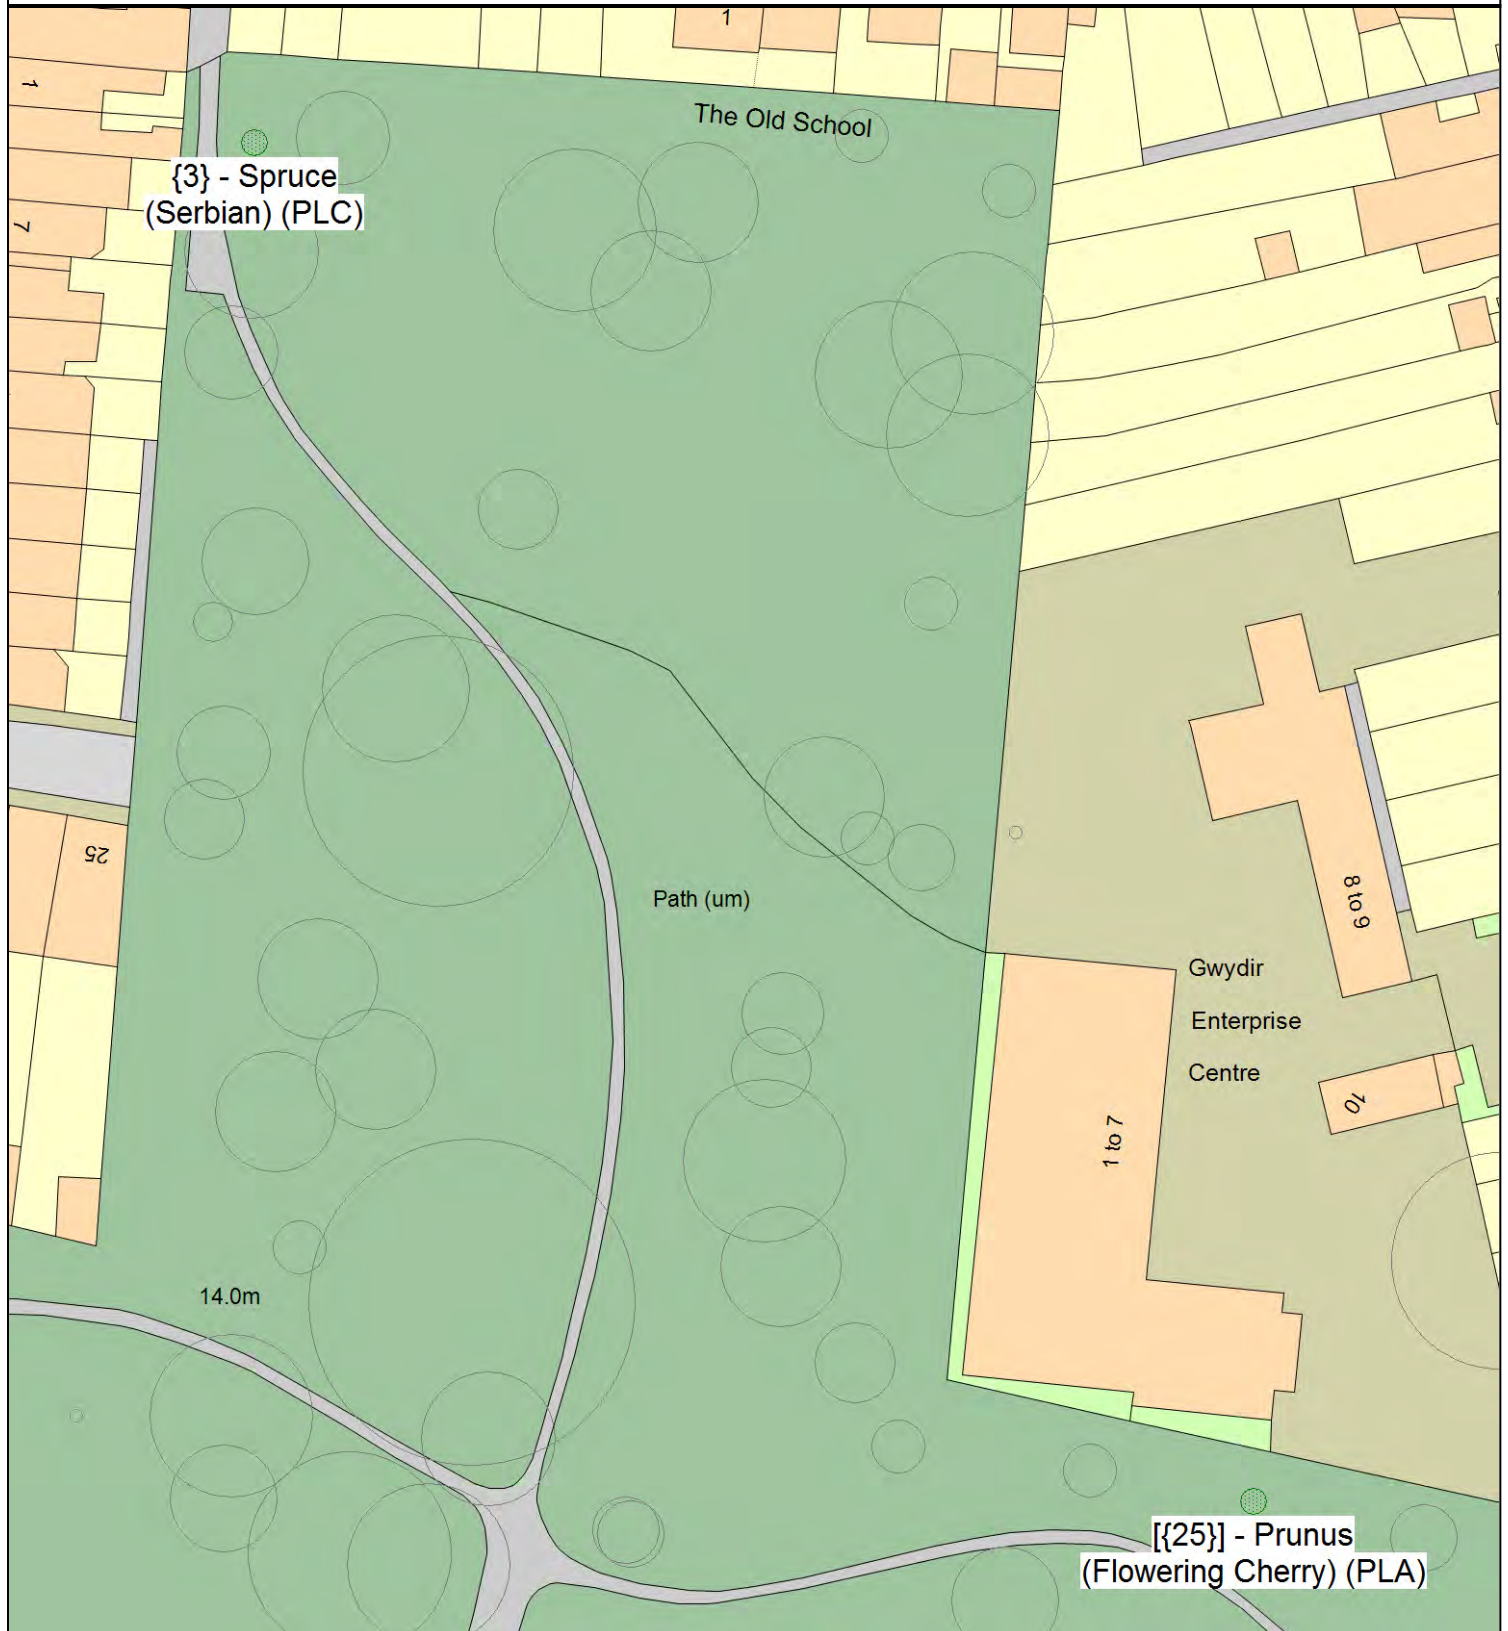 1
1
The Old School
{3} - Spruce
(Serbian) (PLC)
7
25
Path (um)
8 to 9
Gwydir
Enterprise
Centre
10
1 to 7
14.0m
[{25}] - Prunus
(Flowering Cherry) (PLA)